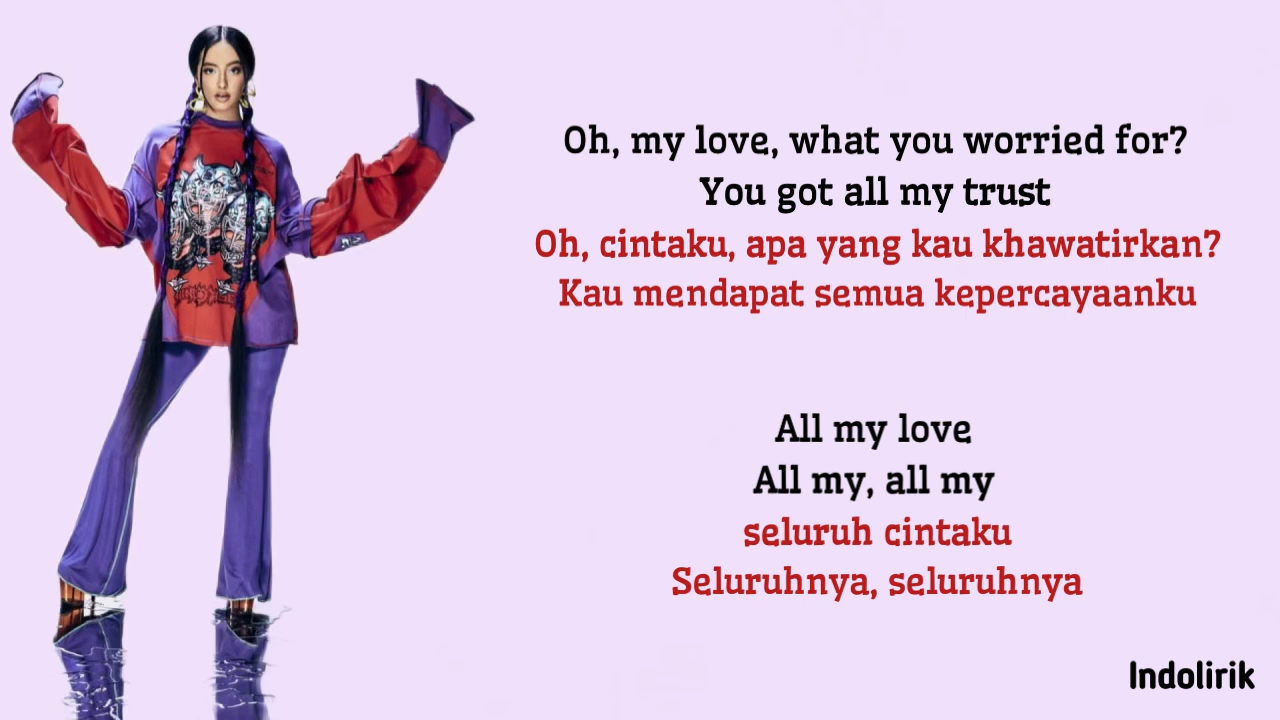 Oh, my love, what you worried for?
You got all my trust
Oh, cintaku, apa yang kau khawatirkan?
Kau mendapat semua kepercayaanku
All my love
All my, all my
seluruh cintaku
Seluruhnya, seluruhnya
Indolirik